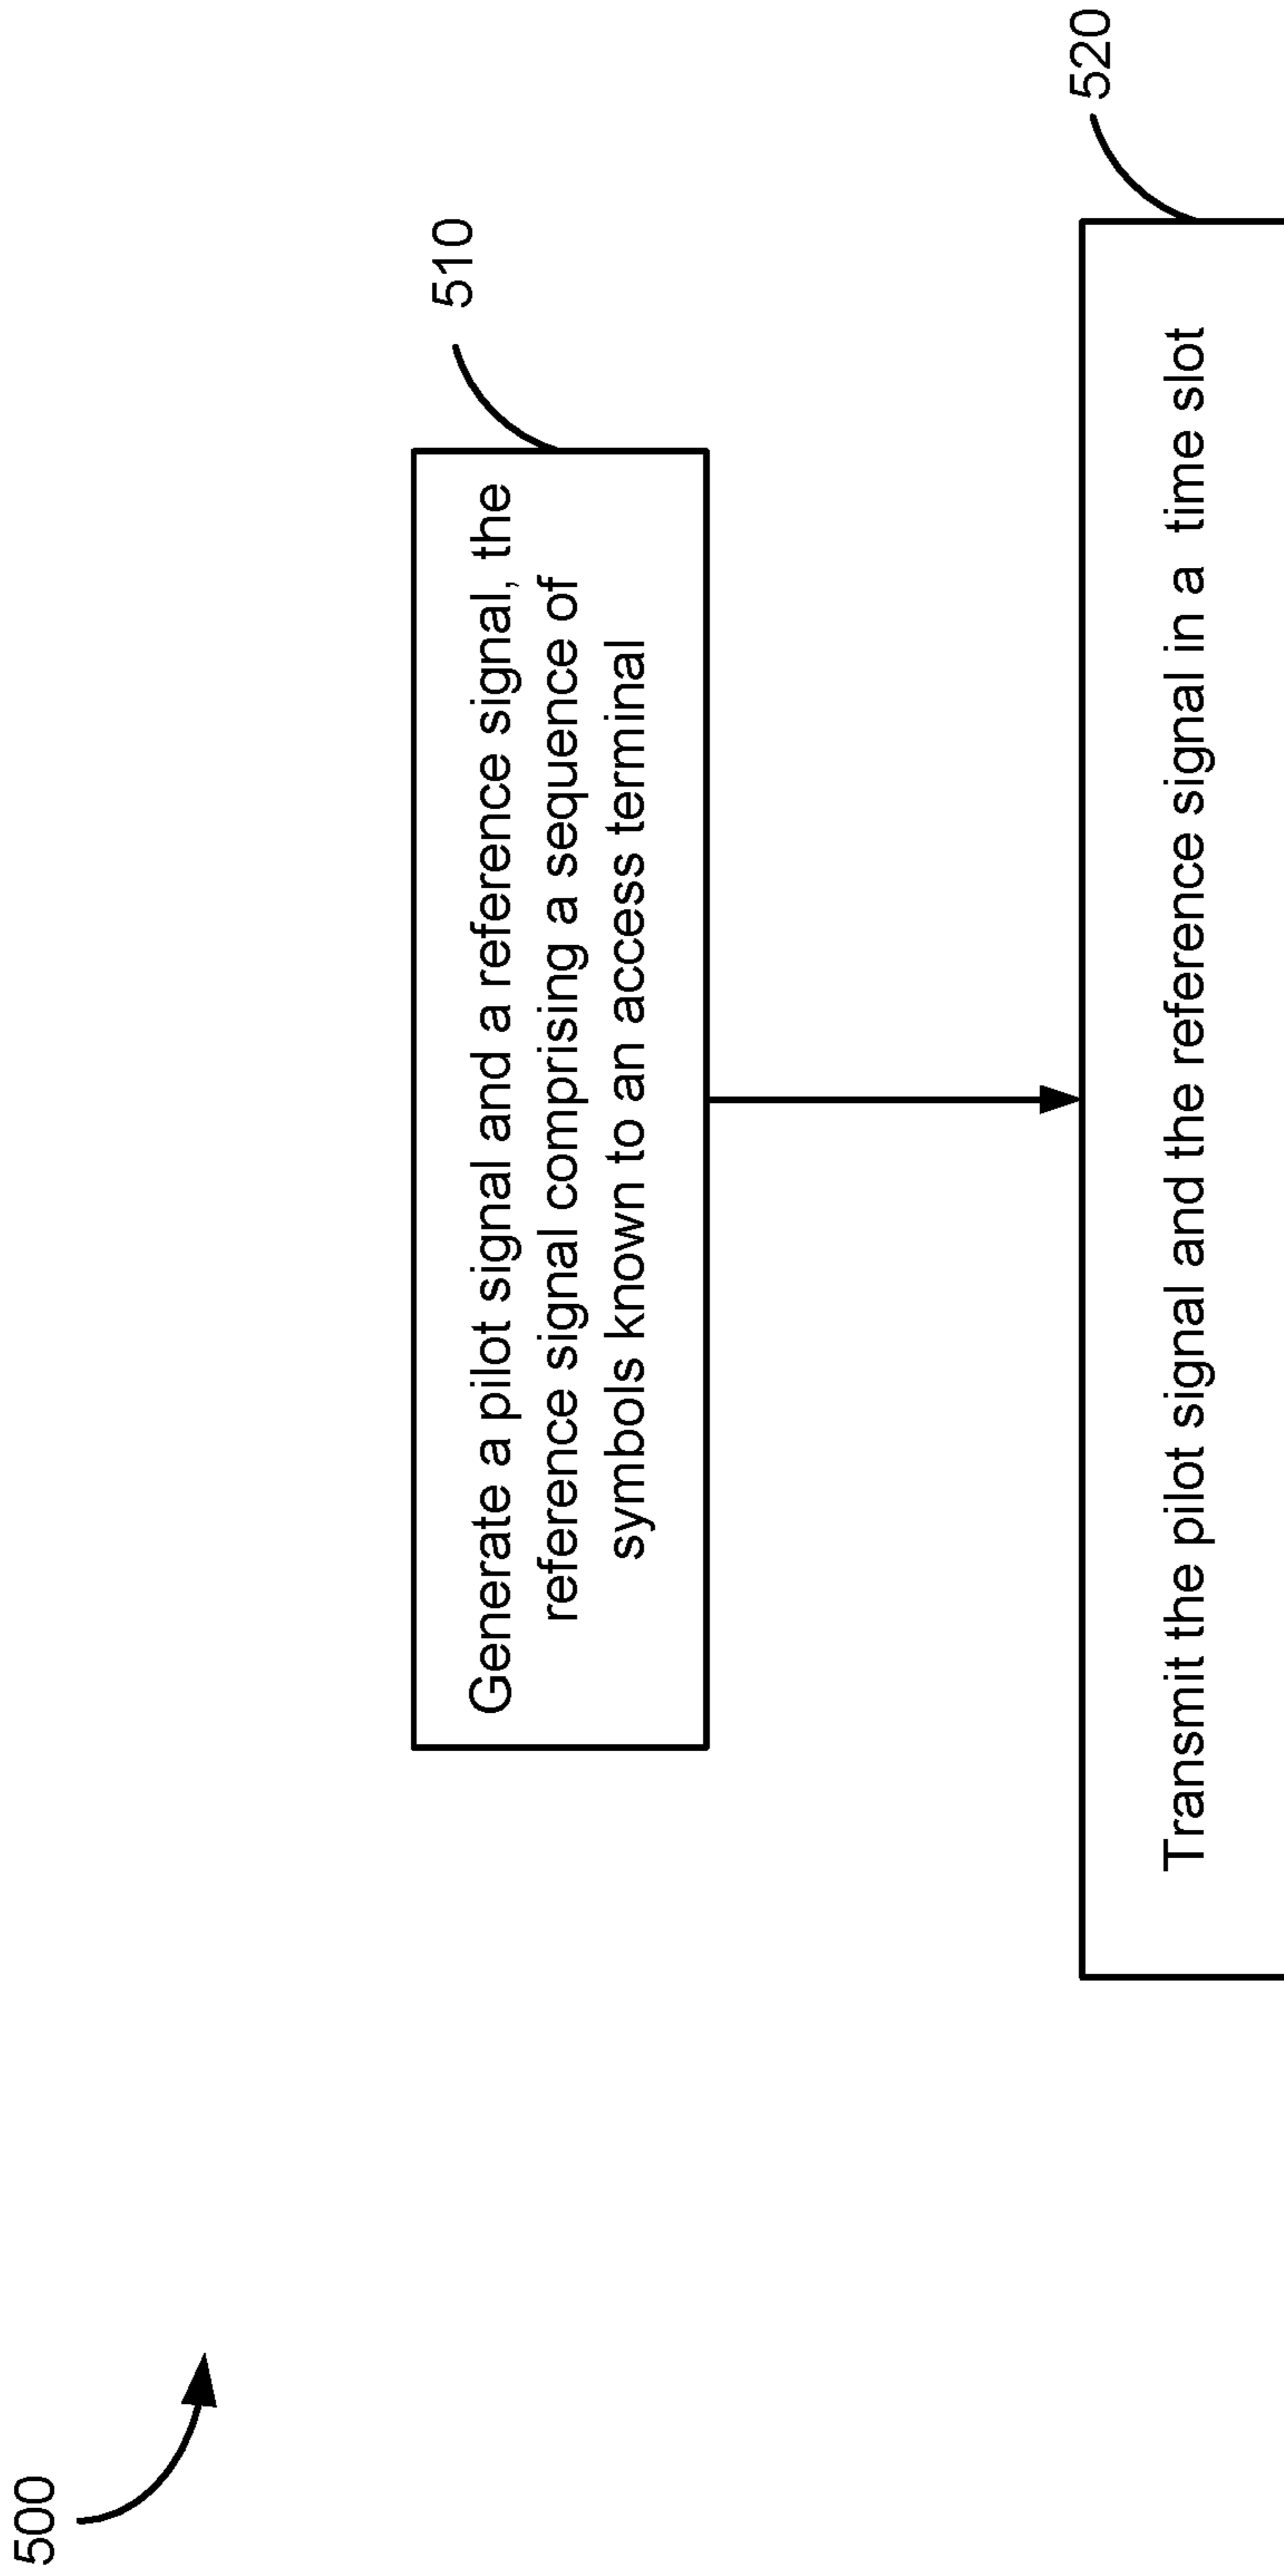 500
510
Generate a pilot signal and a reference signal, the
reference signal comprising a sequence of
symbols known to an access terminal
520
Transmit the pilot signal and the reference signal in a time slot